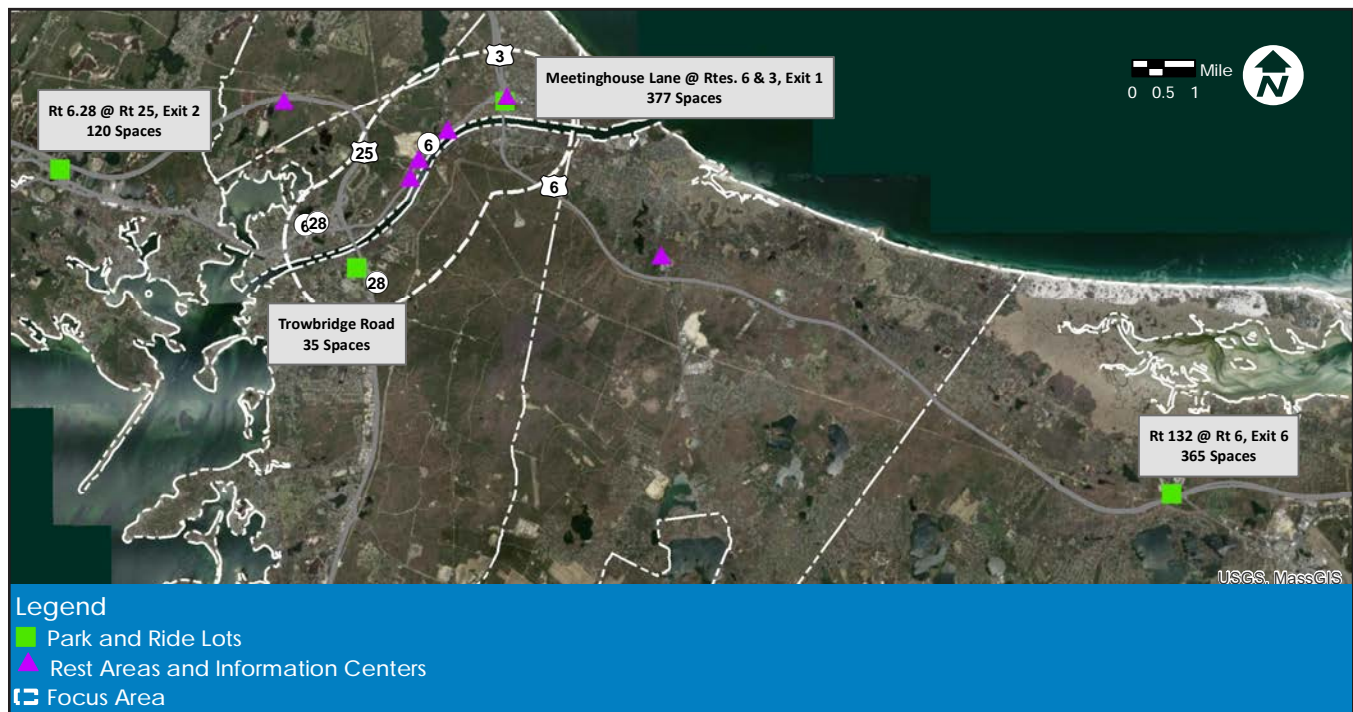 3
Meetinghouse Lane @ Rtes. 6 & 3, Exit 1
377 Spaces
Mile
0 0.5 1
N
Rt 6.28 @ Rt 25, Exit 2
120 Spaces
25
6
6
6
28
28
Trowbridge Road
35 Spaces
Rt 132 @ Rt 6, Exit 6
365 Spaces
USGS, MassGIS
Legend
Park and Ride Lots
Rest Areas and Information Centers
Focus Area